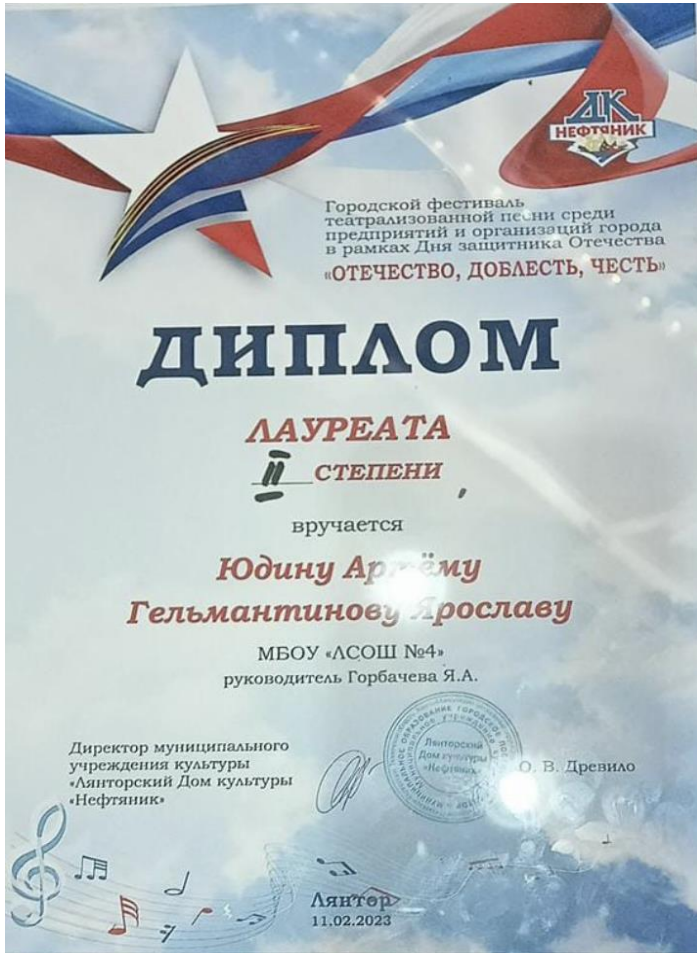 ДК
НЕФТЯНИК
Городской фестиваль
театрализованной песни среди
предприятий и организаций города
в рамках Дня защитника Отечества
«ОТЕЧЕСТВО, ДОБЛЕСТЬ, ЧЕСТЬ»
ДИПЛОМ
ЛАУРЕАТА
II СТЕПЕНИ
вручается
Юдину Артёму
Гельмантинову Ярославу
МБОУ «ЛСОШ №4»
руководитель Горбачева Я.А.
Директор муниципального
учреждения культуры
«Лянторский Дом культуры
«Нефтяник»
Лянторский
Дом культуры
«Нефтяник»
О. В. Древило
Лянтор
11.02.2023